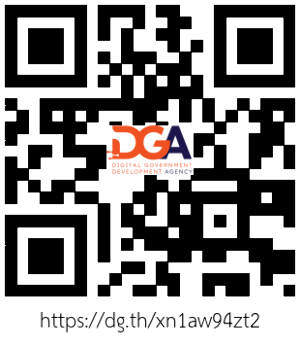 DGA
DIGITAL GOVERNMENT
DEVELOPMENT AGENCY
https://dg.th/xn1aw94zt2